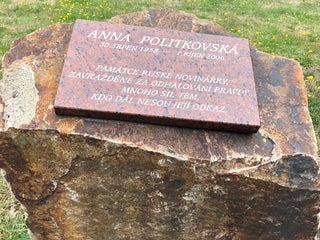 ANNA POLITKOVSKÁ
30. SRPEN 1958 7. ŘÍJEN 2006
PAMÁTCE RUSKÉ NOVINÁŘKY,
ZAVRAŽDĚNÉ ZA ODHALOVÁNÍ PRAVDY.
MNOHO SIL TĚM,
KDO DÁL NESOU JEJÍ ODKAZ.